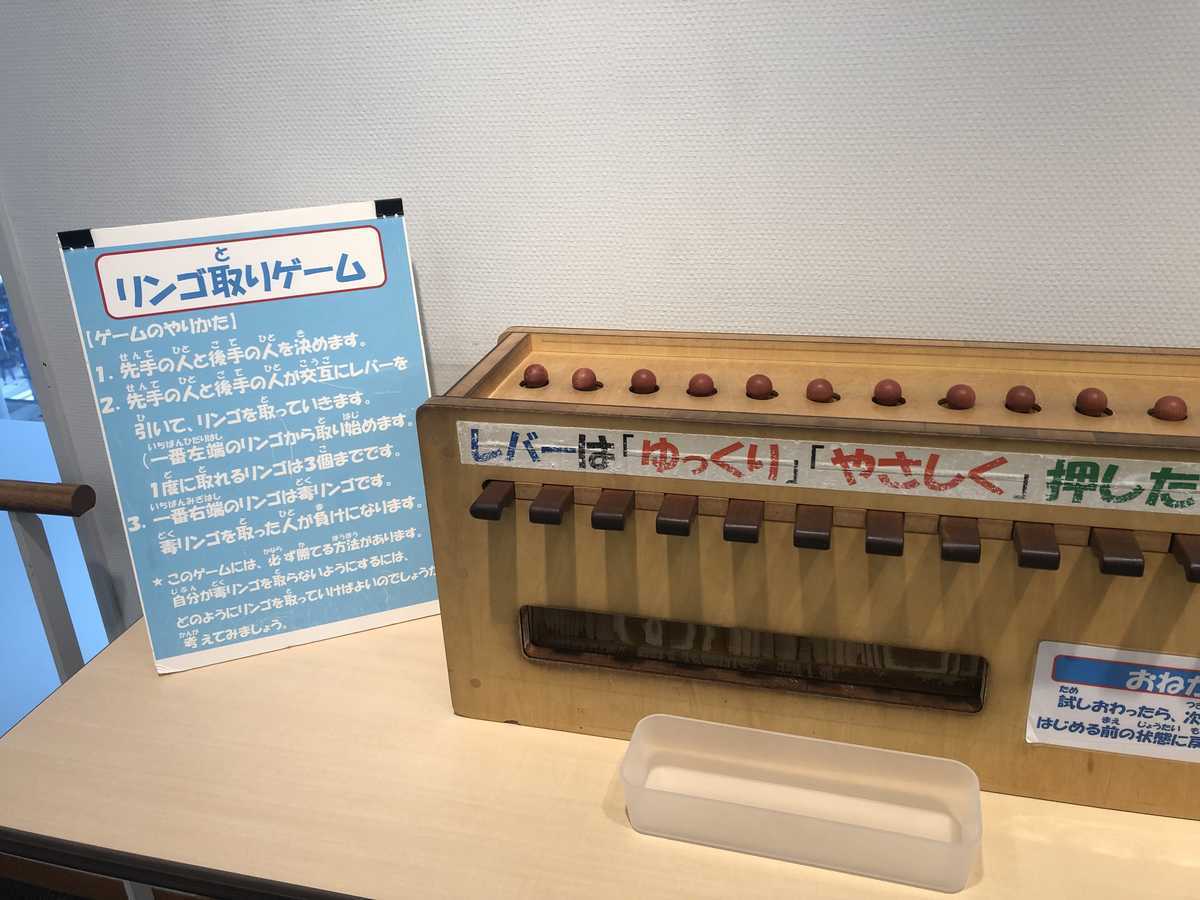 リンゴ取りゲーム
【ゲームのやりかた】
1. 先手の人と後手の人を決めます。
2. 先手の人と後手の人が交互にレバーを
引いて、リンゴを取っていきます。
(一番左端のリンゴから取り始めます。
1度に取れるリンゴは3個までです。
3. 一番右端のリンゴは毒リンゴです。
毒リンゴを取った人が負けになります。
★ このゲームには、必ず勝てる方法があります。
自分が毒リンゴを取らないようにするには、
どのようにリンゴを取っていけばよいのでしょうか
考えてみましょう。
レバーは「ゆっくり」「やさしく」押した
おねが
試しおわったら、次
はじめる前の状態に戻